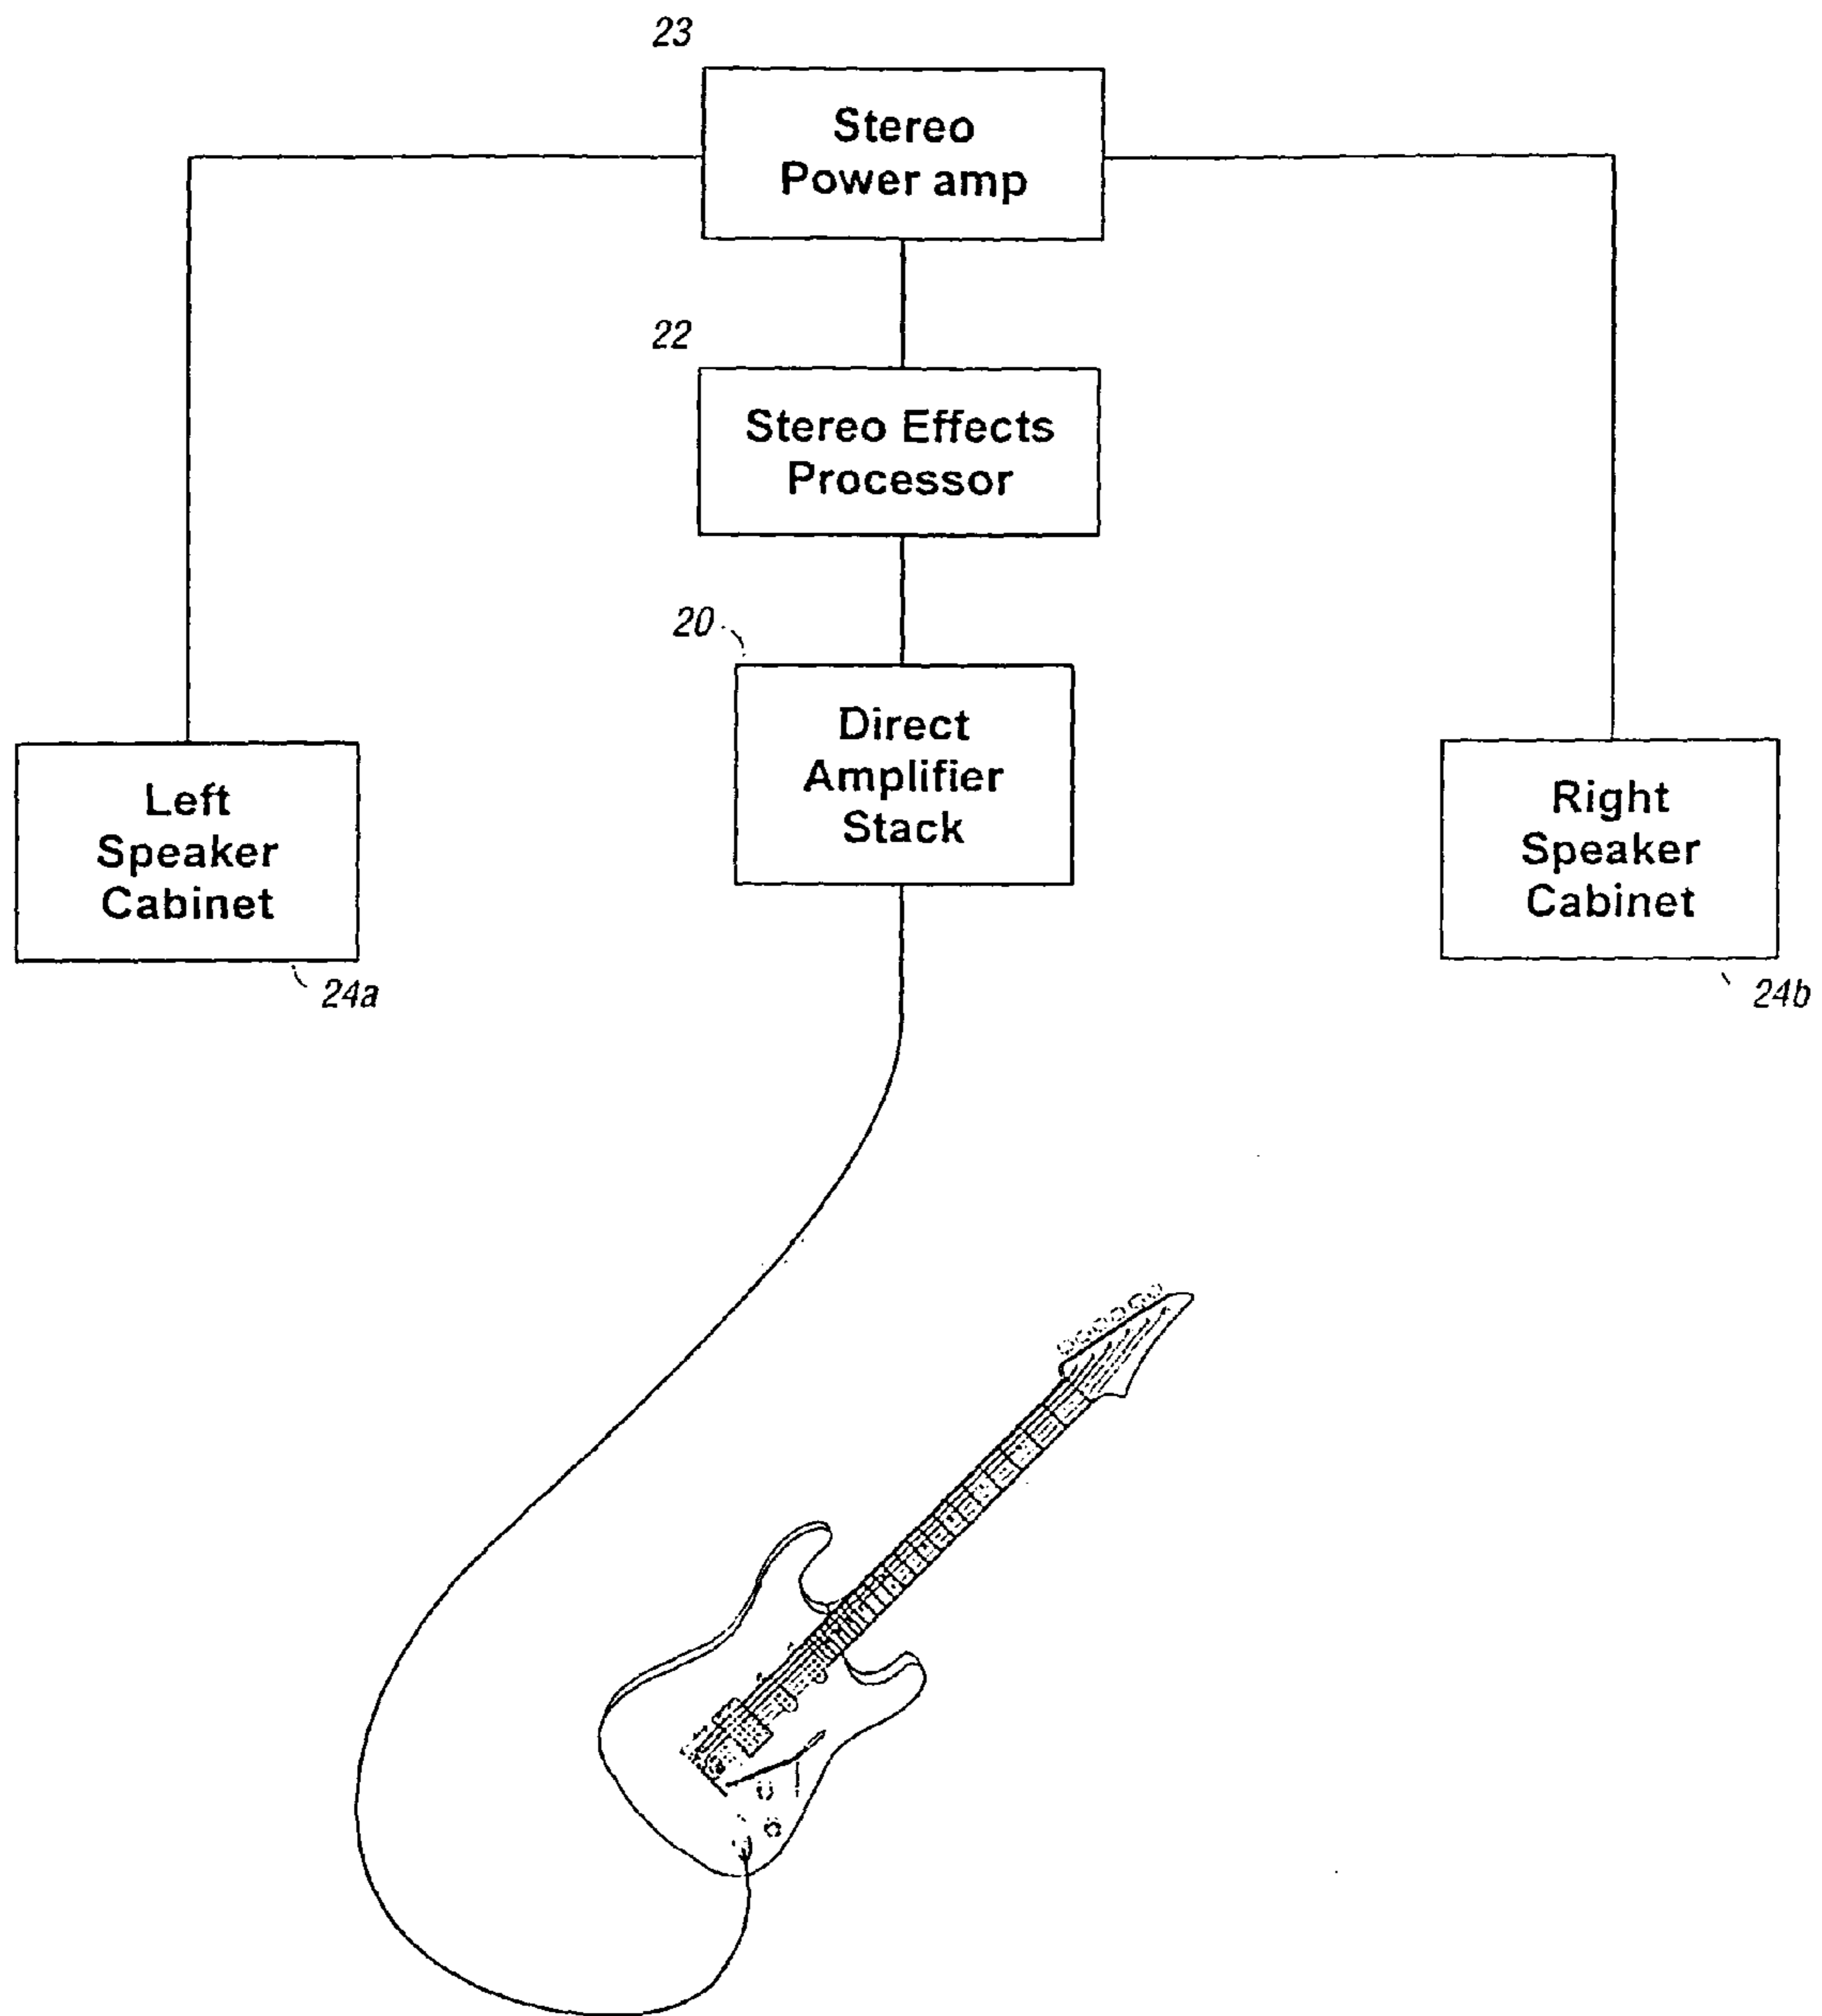 23
Stereo
Power amp
22
Stereo Effects
Processor
20
Direct
Amplifier
Stack
Left
Speaker
Cabinet
24a
Right
Speaker
Cabinet
24b